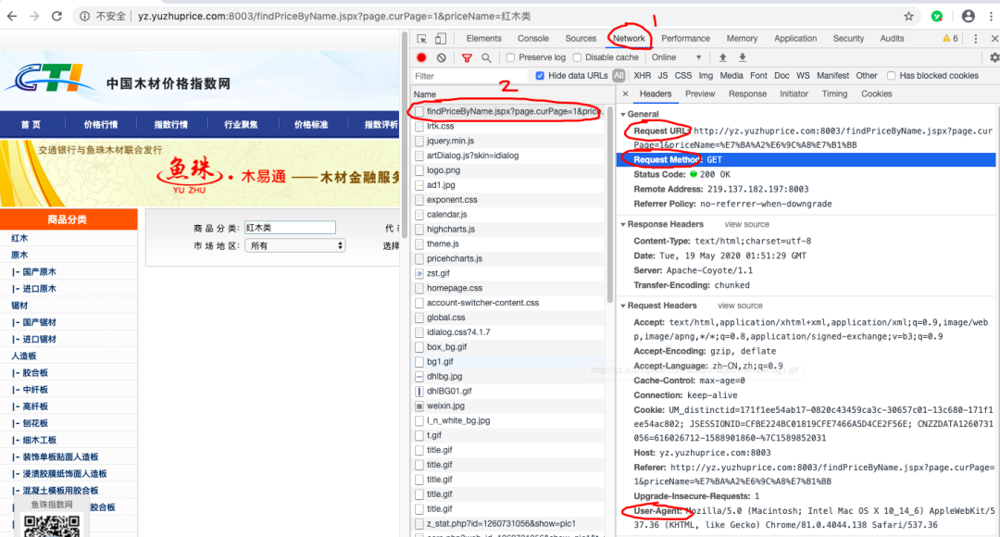 不安全 | yz.yuzhuprice.com:8003/findPriceByName.jspx?page.curPage=1&priceName=红木类
1
Elements Console Sources Network Performance Memory Application Security Audits 6
Preserve log Disable cache Online
Filter Hide data URLs All XHR JS CSS Img Media Font Doc WS Manifest Other Has blocked cookies
CTI 中国木材价格指数网
首 页 价格行情 指数行情 行业聚焦 价格标准 指数评析
交通银行与鱼珠木材联合发行
鱼珠 · 木易通 ——木材金融服务
YU ZHU
商品分类
红木
原木
|- 国产原木
|- 进口原木
锯材
|- 国产锯材
|- 进口锯材
人造板
|- 胶合板
|- 中纤板
|- 高纤板
|- 刨花板
|- 细木工板
|- 装饰单板贴面人造板
|- 浸渍胶膜纸饰面人造板
|- 混凝土模板用胶合板
胶合板
鱼珠指数网
商 品 分 类: 红木类
市 场 地 区: 所有 选择
2
Name
findPriceByName.jspx?page.curPage=1&price.
lrtk.css
jquery.min.js
artDialog.js?skin=idialog
logo.png
ad1.jpg
exponent.css
calendar.js
highcharts.js
theme.js
pricehcharts.js
zst.gif
homepage.css
account-switcher-content.css
global.css
idialog.css?4.1.7
box_bg.gif
bg1.gif
dhlbg.jpg
dhlBG01.gif
weixin.jpg
l_n_white_bg.jpg
t.gif
title.gif
title.gif
title.gif
title.gif
title.gif
z_stat.php?id=1260731056&show=pic1
Headers Preview Response Initiator Timing Cookies
General
Request URL: http://yz.yuzhuprice.com:8003/findPriceByName.jspx?page.cur
Page=1&priceName=%E7%BA%A2%E6%9C%A8%E7%B1%BB
Request Method: GET
Status Code: 200 OK
Remote Address: 219.137.182.197:8003
Referrer Policy: no-referrer-when-downgrade
Response Headers view source
Content-Type: text/html;charset=utf-8
Date: Tue, 19 May 2020 01:51:29 GMT
Server: Apache-Coyote/1.1
Transfer-Encoding: chunked
Request Headers view source
Accept: text/html,application/xhtml+xml,application/xml;q=0.9,image/web
p,image/apng,*/*;q=0.8,application/signed-exchange;v=b3;q=0.9
Accept-Encoding: gzip, deflate
Accept-Language: zh-CN,zh;q=0.9
Cache-Control: max-age=0
Connection: keep-alive
Cookie: UM_distinctid=171f1ee54ab17-0820c43459ca3c-30657c01-13c680-171f1
ee54ac802; JSESSIONID=CFBE224BC01819CFE7466A5D4CE2F56E; CNZZDATA1260731
056=616026712-1588901860-%7C1589852031
Host: yz.yuzhuprice.com:8003
Referer: http://yz.yuzhuprice.com:8003/findPriceByName.jspx?page.curPage=
1&priceName=%E7%BA%A2%E6%9C%A8%E7%B1%BB
Upgrade-Insecure-Requests: 1
User-Agent: Mozilla/5.0 (Macintosh; Intel Mac OS X 10_14_6) AppleWebKit/5
37.36 (KHTML, like Gecko) Chrome/81.0.4044.138 Safari/537.36